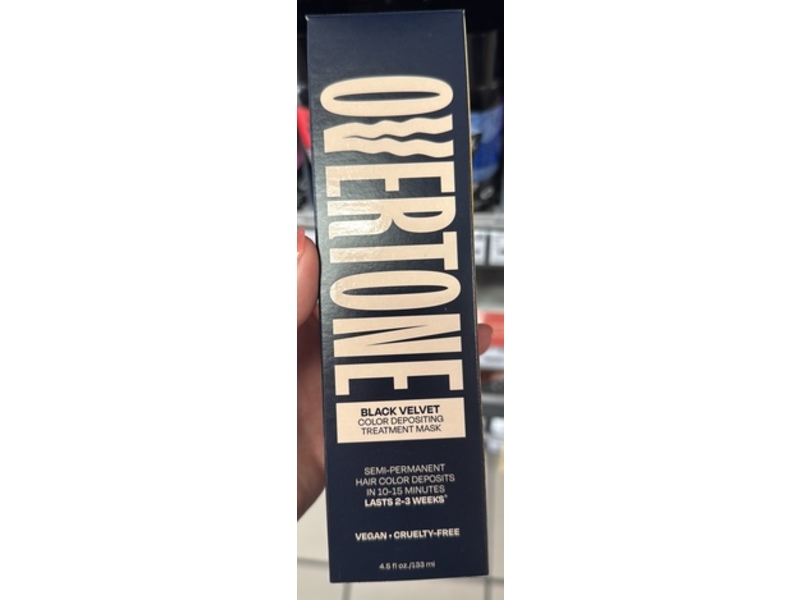 OVERTONE
BLACK VELVET
COLOR DEPOSITING
TREATMENT MASK
SEMI-PERMANENT
HAIR COLOR DEPOSITS
IN 10-15 MINUTES
LASTS 2-3 WEEKS*
VEGAN • CRUELTY-FREE
4.5 fl oz./133 ml